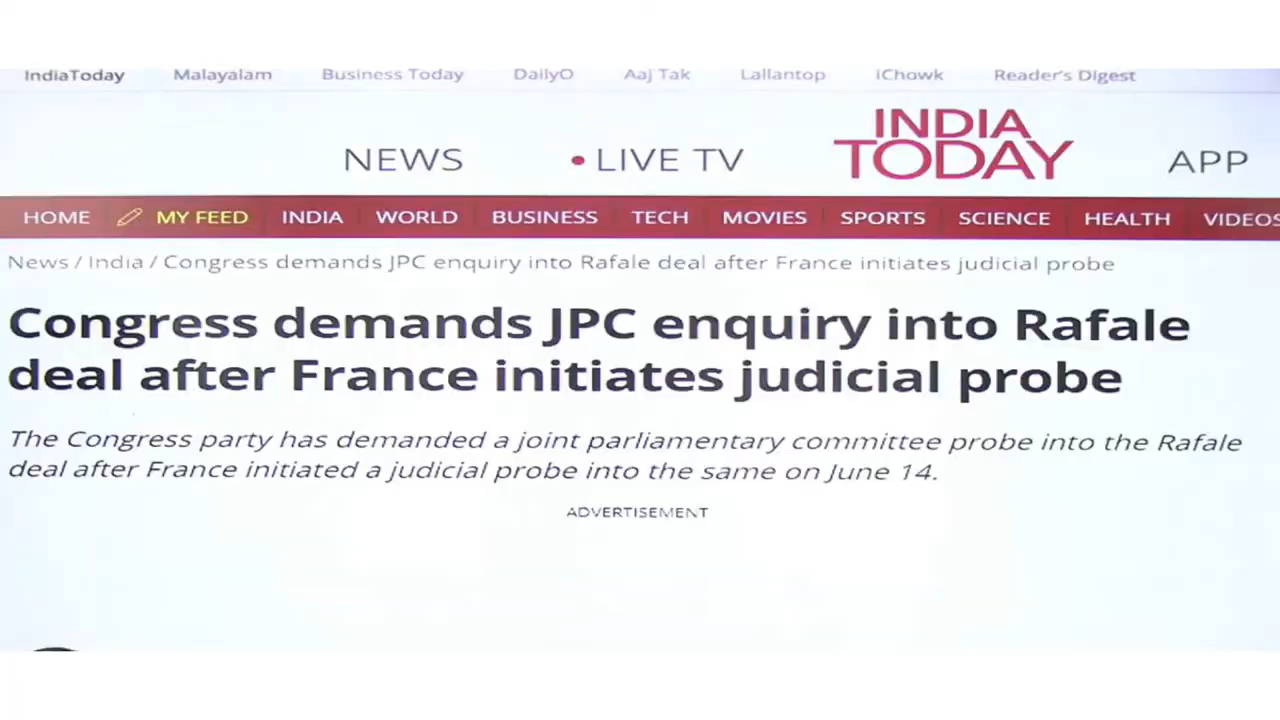 IndiaToday Malayalam Business Today DailyO Aaj Tak Lallantop iChowk Reader's Digest
NEWS LIVE TV INDIA TODAY APP
HOME MY FEED INDIA WORLD BUSINESS TECH MOVIES SPORTS SCIENCE HEALTH VIDEOS
News / India / Congress demands JPC enquiry into Rafale deal after France initiates judicial probe
Congress demands JPC enquiry into Rafale
deal after France initiates judicial probe
The Congress party has demanded a joint parliamentary committee probe into the Rafale
deal after France initiated a judicial probe into the same on June 14.
ADVERTISEMENT